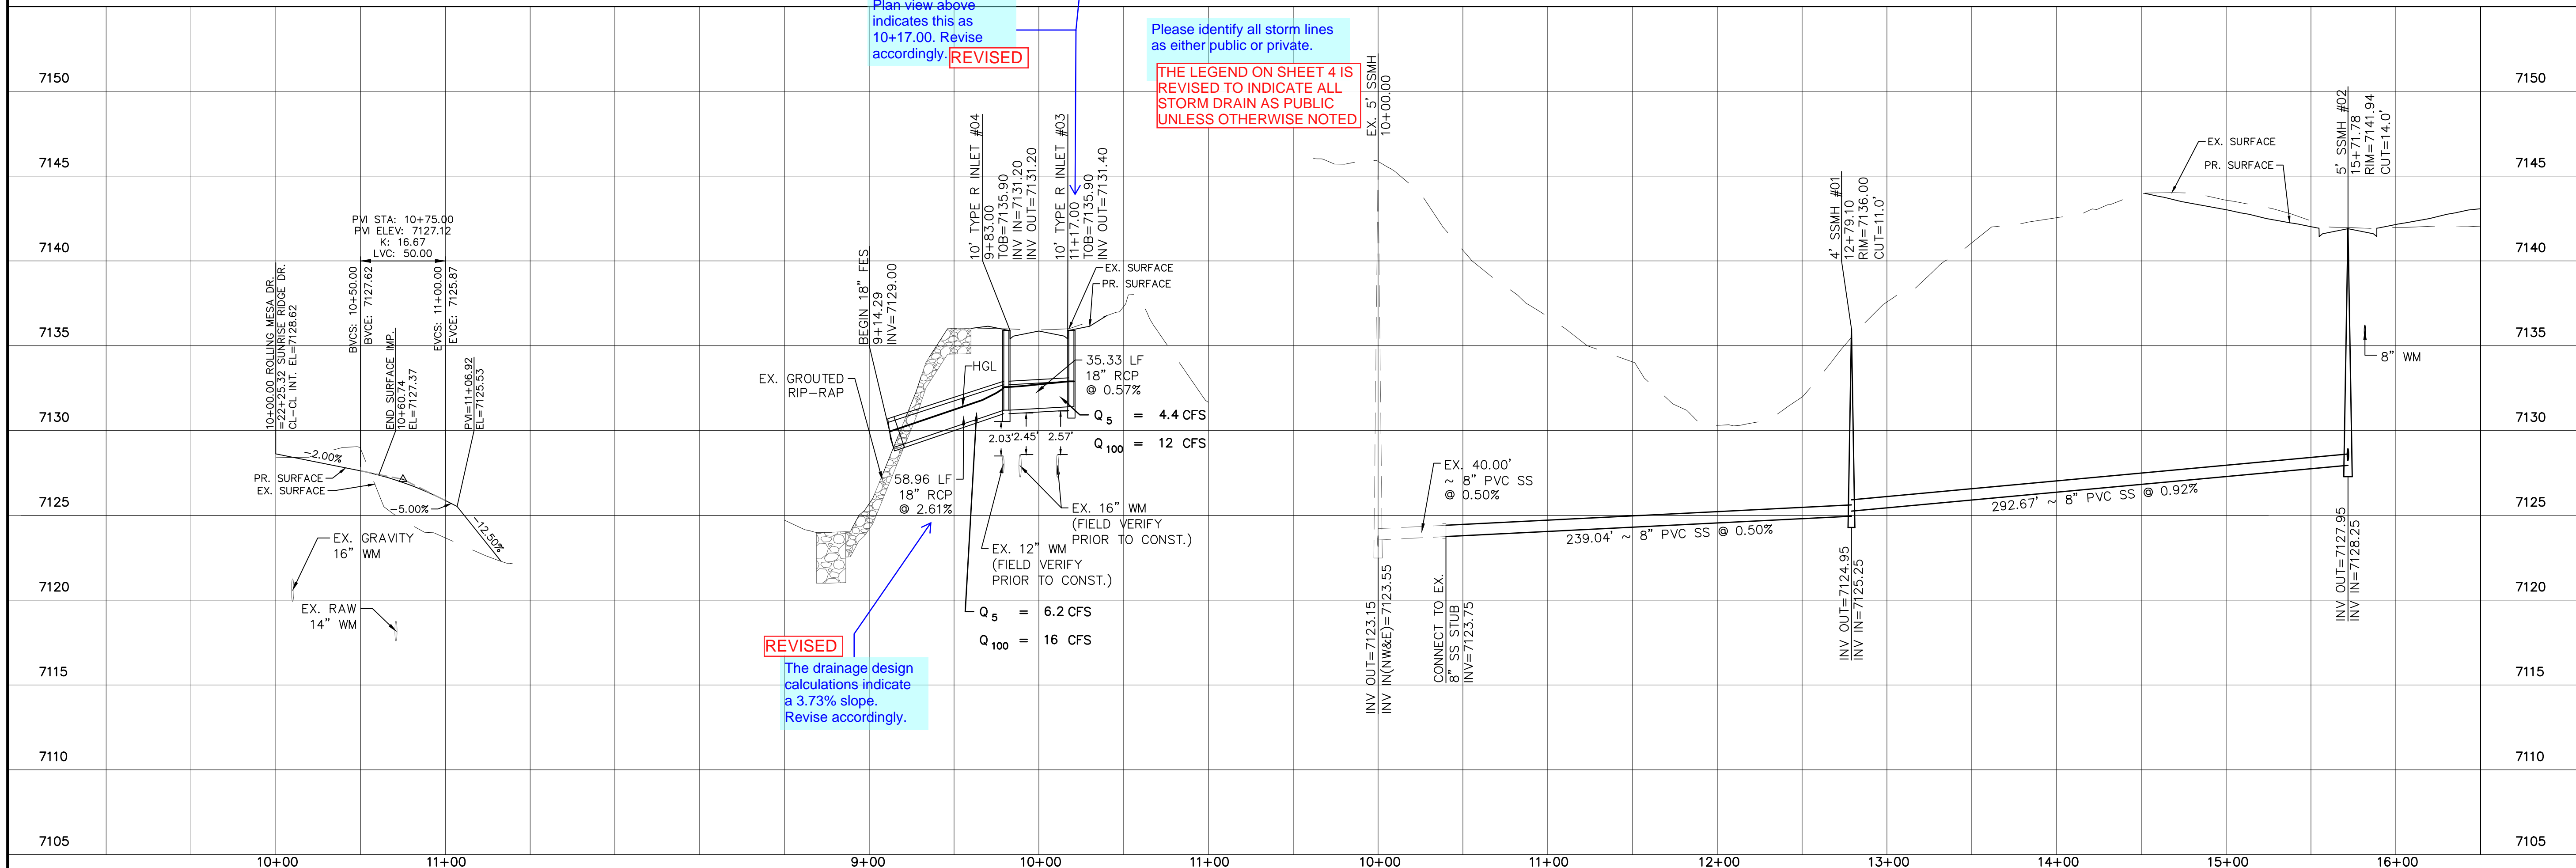 Plan view above
indicates this as
10+17.00. Revise
accordingly.
REVISED
Please identify all storm lines
as either public or private.
THE LEGEND ON SHEET 4 IS
REVISED TO INDICATE ALL
STORM DRAIN AS PUBLIC
UNLESS OTHERWISE NOTED
7150
7145
7140
7135
7130
7125
7120
7115
7110
7105
PVI STA: 10+75.00
PVI ELEV: 7127.12
K: 16.67
LVC: 50.00
10+00.00 ROLLING MESA DR.
=22+25.32 SUNRISE RIDGE DR.
CL-CL INT. EL=7128.62
BVCS: 10+50.00
BVCE: 7127.62
END SURFACE IMP.
10+60.74
EL=7127.37
EVCS: 11+00.00
EVCE: 7125.87
PVI=11+06.92
EL=7125.53
-2.00%
PR. SURFACE
EX. SURFACE
-5.00%
-12.50%
EX. GRAVITY
16" WM
EX. RAW
14" WM
BEGIN 18" FES
9+14.29
INV=7129.00
10' TYPE R INLET #04
9+83.00
TOB=7135.90
INV IN=7131.20
INV OUT=7131.20
10' TYPE R INLET #03
11+17.00
TOB=7135.90
INV OUT=7131.40
EX. SURFACE
PR. SURFACE
EX. GROUTED
RIP-RAP
HGL
35.33 LF
18" RCP
@ 0.57%
Q5 = 4.4 CFS
Q100 = 12 CFS
2.03'
2.45'
2.57'
58.96 LF
18" RCP
@ 2.61%
EX. 16" WM
(FIELD VERIFY
PRIOR TO CONST.)
EX. 12" WM
(FIELD VERIFY
PRIOR TO CONST.)
Q5 = 6.2 CFS
Q100 = 16 CFS
REVISED
The drainage design
calculations indicate
a 3.73% slope.
Revise accordingly.
EX. 5' SSMH
10+00.00
EX. 40.00'
~ 8" PVC SS
@ 0.50%
INV OUT=7123.15
INV IN(NW&E)=7123.55
CONNECT TO EX.
8" SS STUB
INV=7123.75
239.04' ~ 8" PVC SS @ 0.50%
4' SSMH #01
12+79.10
RIM=7136.00
CUT=11.0'
INV OUT=7124.95
INV IN=7125.25
292.67' ~ 8" PVC SS @ 0.92%
EX. SURFACE
PR. SURFACE
5' SSMH #02
15+71.78
RIM=7141.94
CUT=14.0'
INV OUT=7127.95
INV IN=7128.25
8" WM
7150
7145
7140
7135
7130
7125
7120
7115
7110
7105
10+00
11+00
9+00
10+00
11+00
10+00
11+00
12+00
13+00
14+00
15+00
16+00